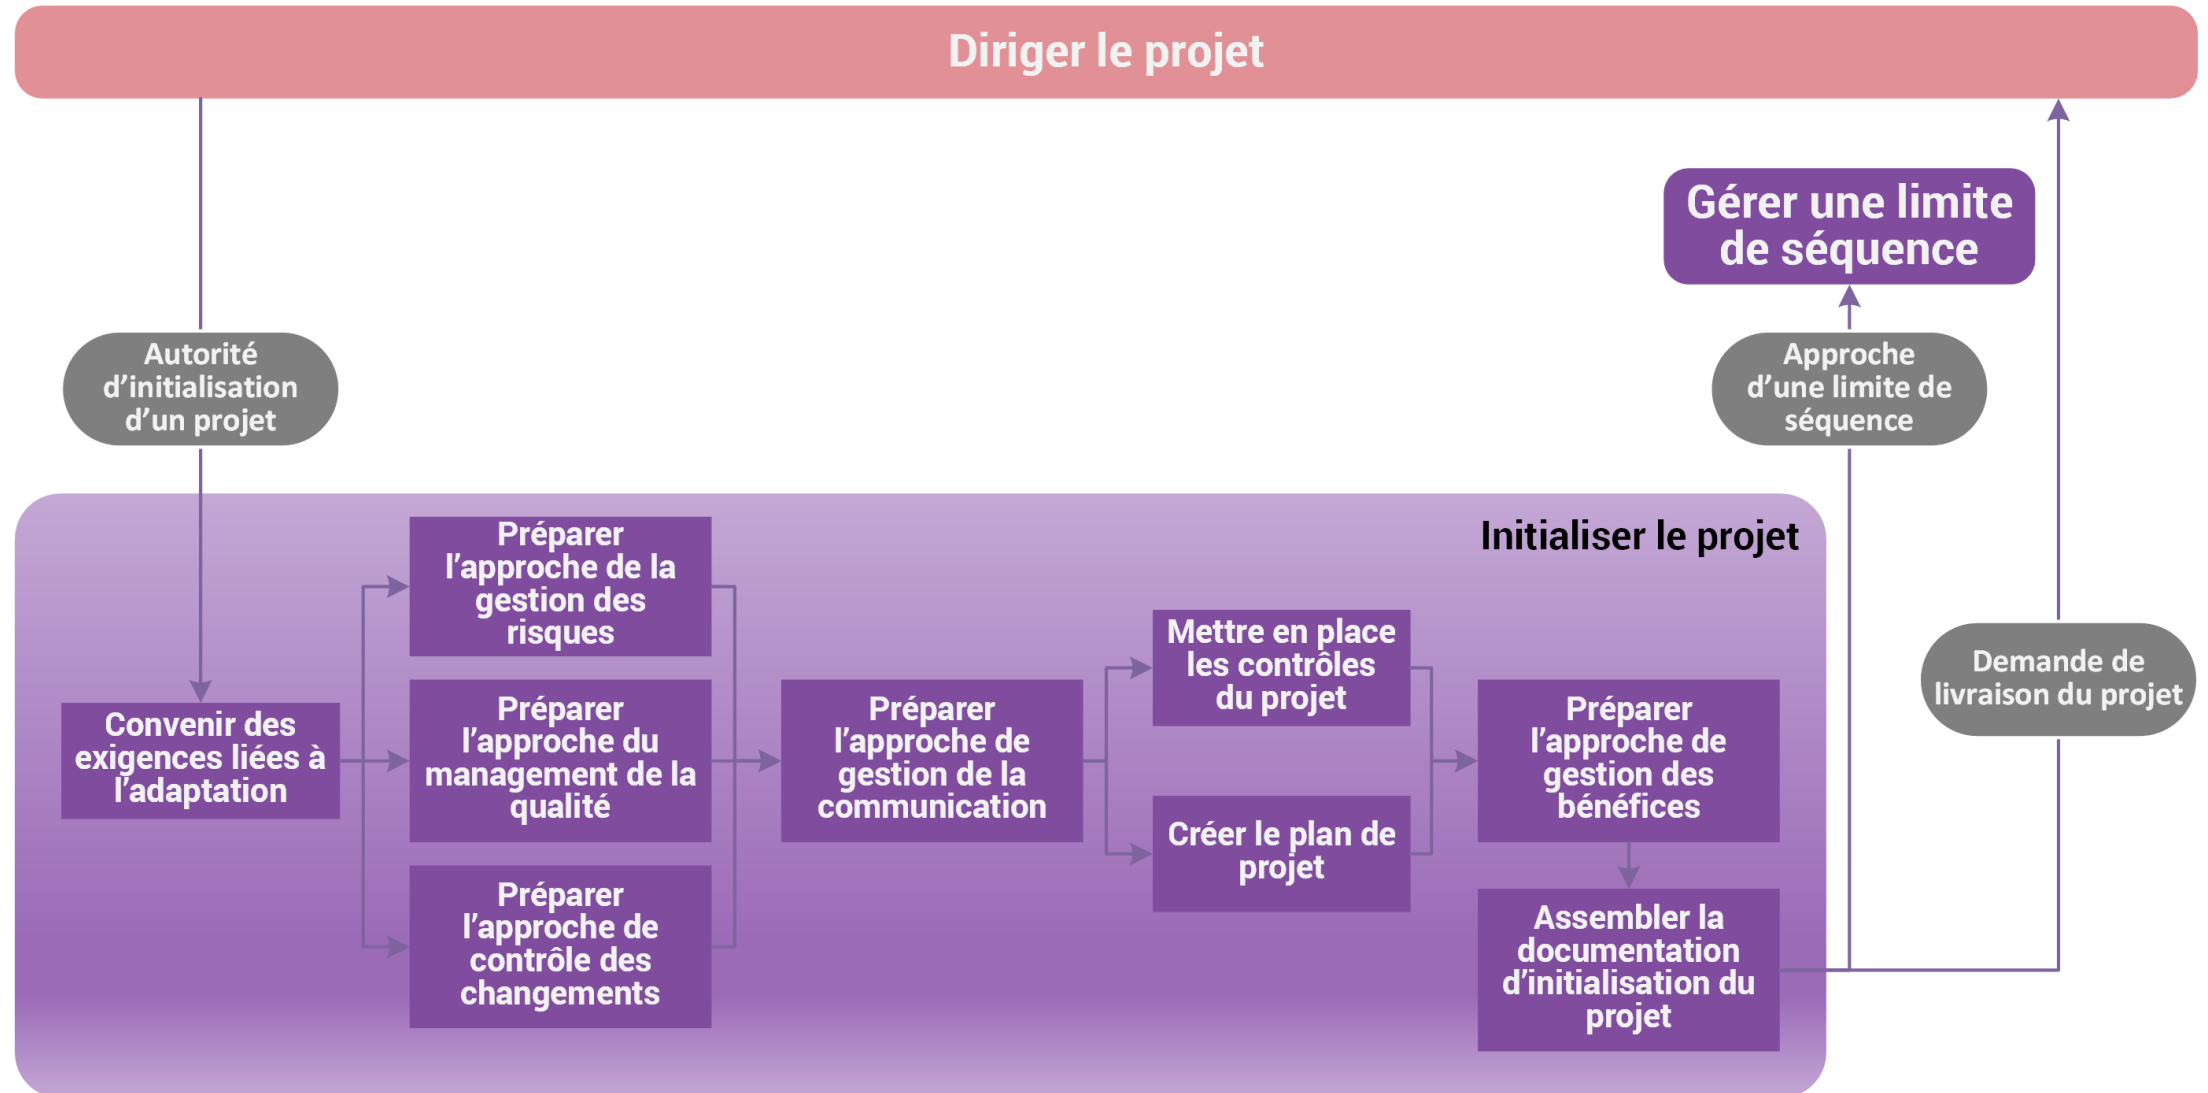 Diriger le projet
Gérer une limite
de séquence
Autorité
d’initialisation
d’un projet
Approche
d’une limite de
séquence
Initialiser le projet
Préparer
l’approche de la
gestion des
risques
Mettre en place
les contrôles
du projet
Demande de
livraison du projet
Convenir des
exigences liées à
l’adaptation
Préparer
l’approche du
management de la
qualité
Préparer
l’approche de
gestion de la
communication
Préparer
l’approche de
gestion des
bénéfices
Créer le plan de
projet
Préparer
l’approche de
contrôle des
changements
Assembler la
documentation
d’initialisation du
projet